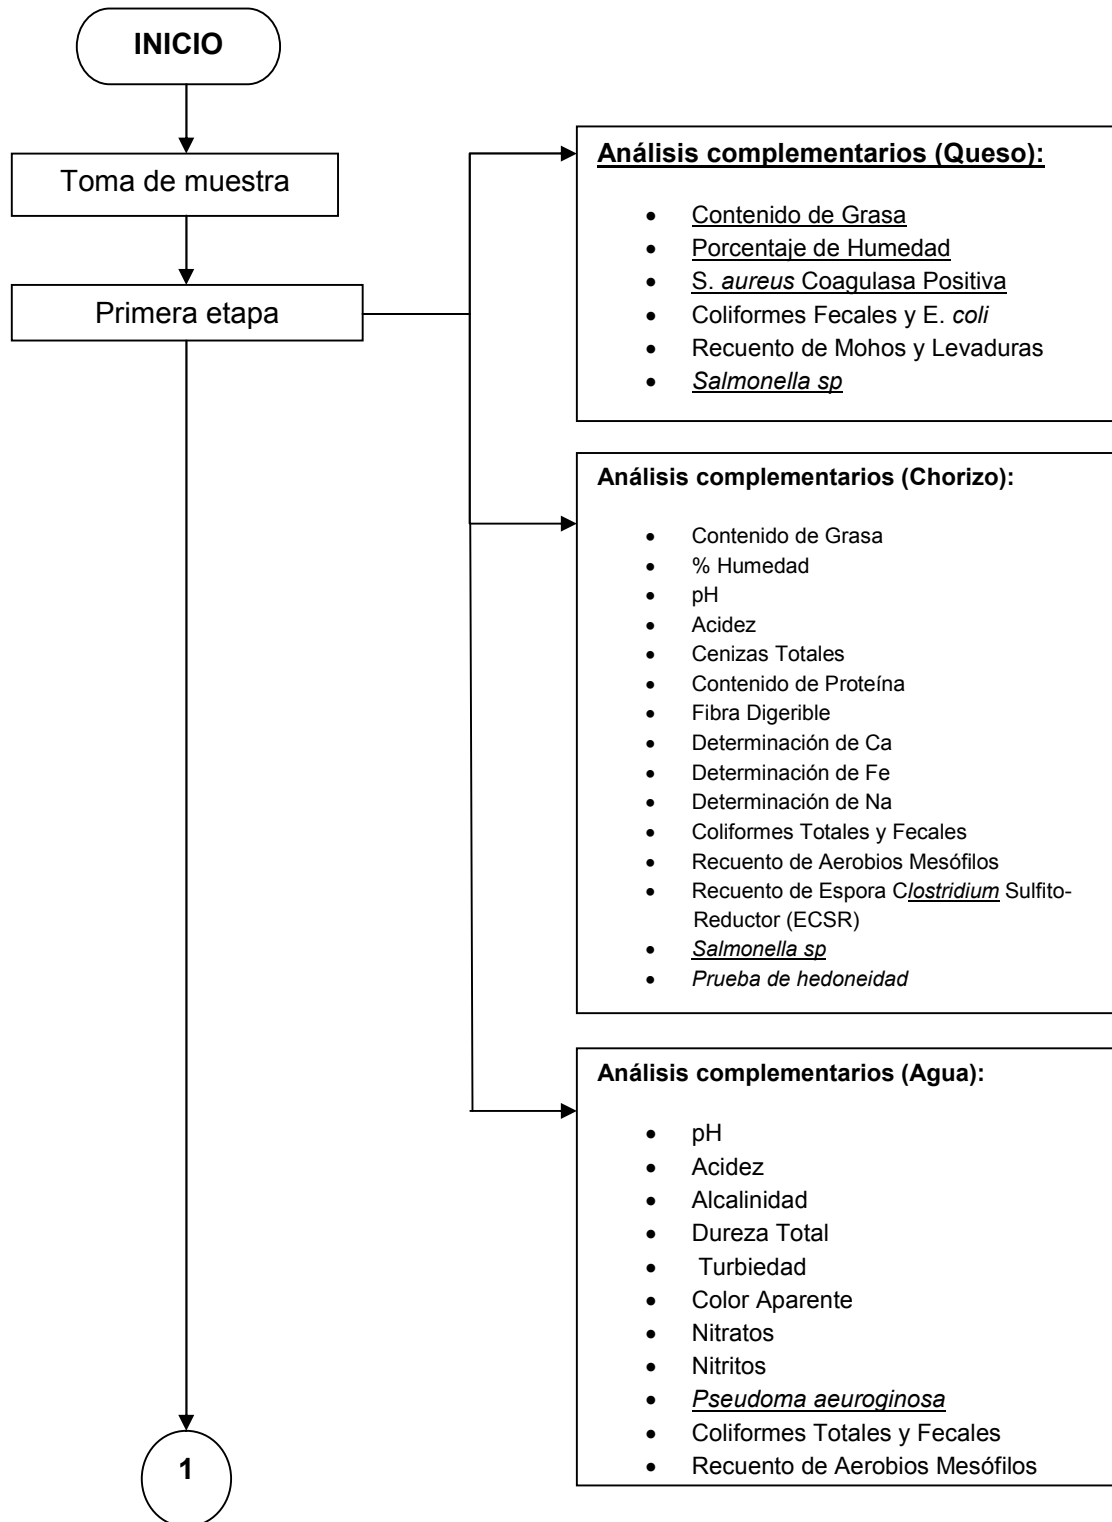 INICIO
Toma de muestra
Primera etapa
1
Análisis complementarios (Queso):
• Contenido de Grasa
• Porcentaje de Humedad
• S. aureus Coagulasa Positiva
• Coliformes Fecales y E. coli
• Recuento de Mohos y Levaduras
• Salmonella sp
Análisis complementarios (Chorizo):
• Contenido de Grasa
• % Humedad
• pH
• Acidez
• Cenizas Totales
• Contenido de Proteína
• Fibra Digerible
• Determinación de Ca
• Determinación de Fe
• Determinación de Na
• Coliformes Totales y Fecales
• Recuento de Aerobios Mesófilos
• Recuento de Espora Clostridium Sulfito-
Reductor (ECSR)
• Salmonella sp
• Prueba de hedoneidad
Análisis complementarios (Agua):
• pH
• Acidez
• Alcalinidad
• Dureza Total
• Turbiedad
• Color Aparente
• Nitratos
• Nitritos
• Pseudoma aeuroginosa
• Coliformes Totales y Fecales
• Recuento de Aerobios Mesófilos